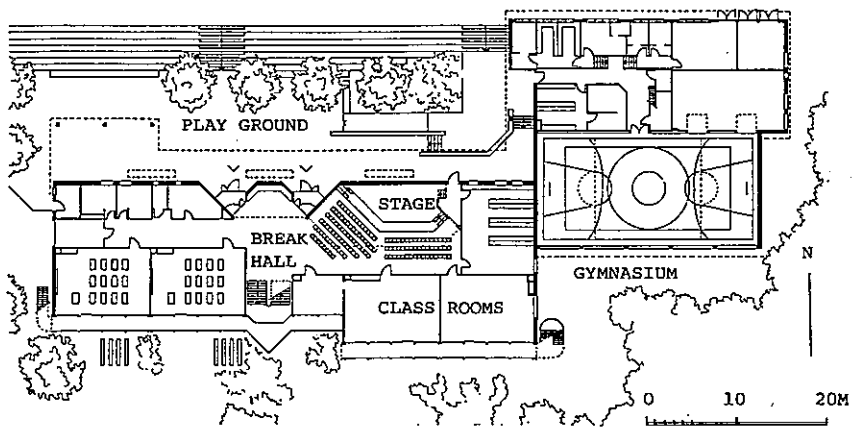 PLAY GROUND
STAGE
BREAK
HALL
GYMNASIUM
N
CLASS ROOMS
0 10 20M